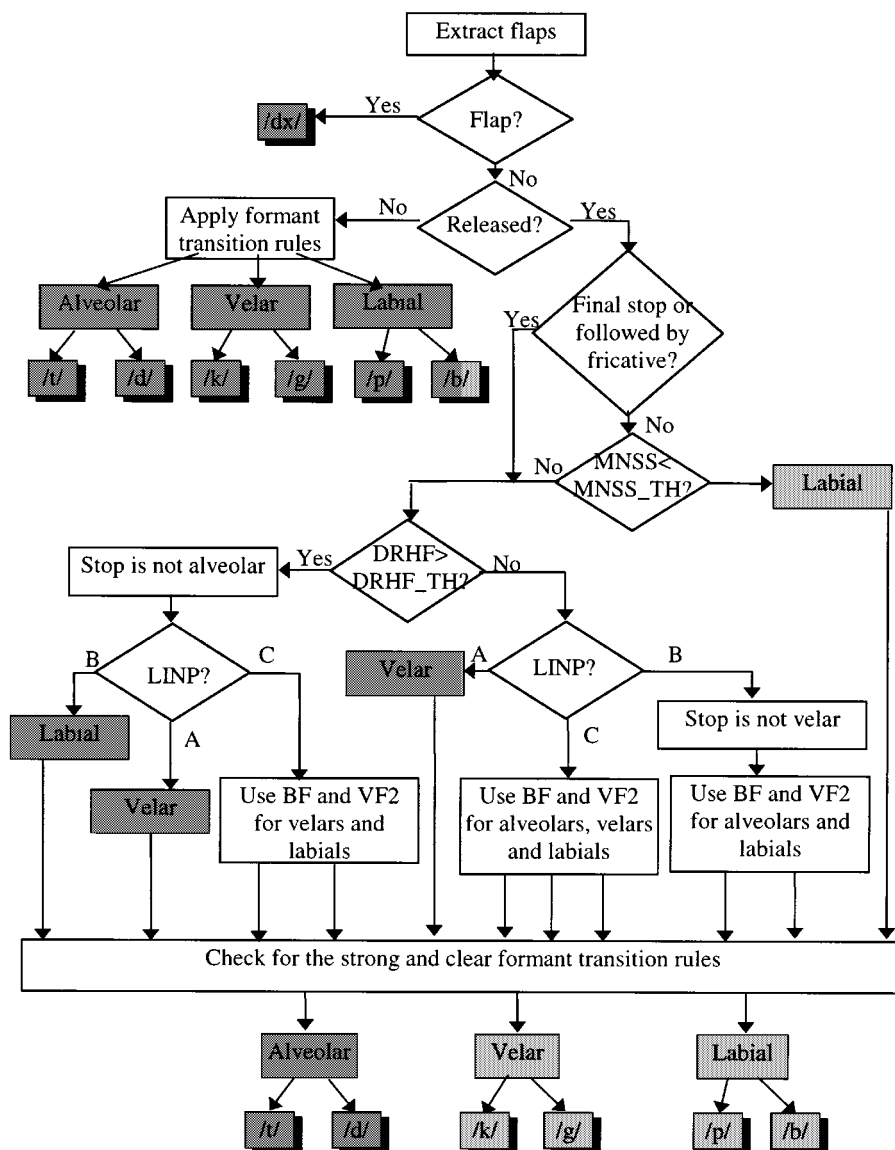 Extract flaps
Yes
Flap?
/dx/
No
Apply formant
transition rules
No
Released?
Yes
Alveolar
Velar
Labial
Yes
Final stop or
followed by
fricative?
/t/
/d/
/k/
/g/
/p/
/b/
No
No
MNSS<
MNSS_TH?
Labial
Stop is not alveolar
Yes
DRHF>
DRHF_TH?
No
B
LINP?
C
Velar
A
LINP?
B
Labial
A
C
Stop is not velar
Velar
Use BF and VF2
for velars and
labials
Use BF and VF2
for alveolars, velars
and labials
Use BF and VF2
for alveolars and
labials
Check for the strong and clear formant transition rules
Alveolar
Velar
Labial
/t/
/d/
/k/
/g/
/p/
/b/